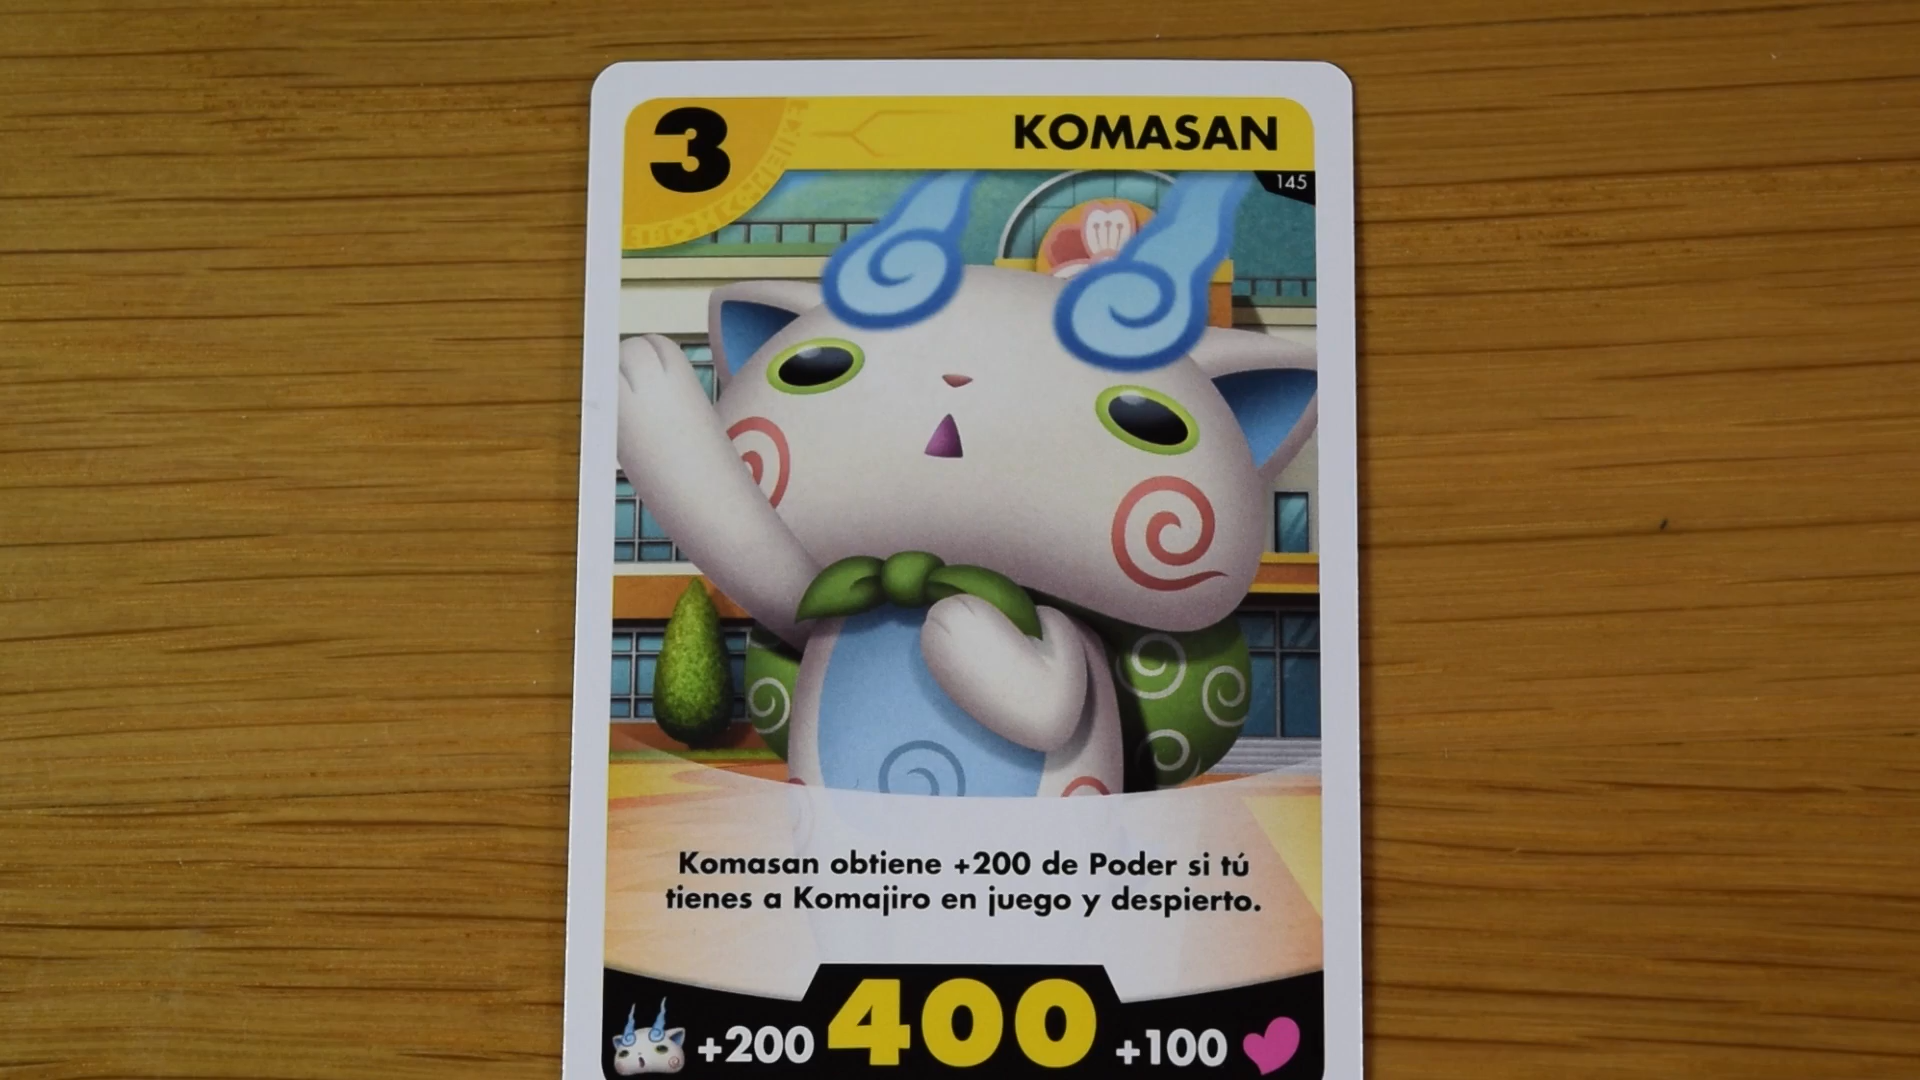 3
KOMASAN
145
Komasan obtiene +200 de Poder si tú
tienes a Komajiro en juego y despierto.
+200 400 +100